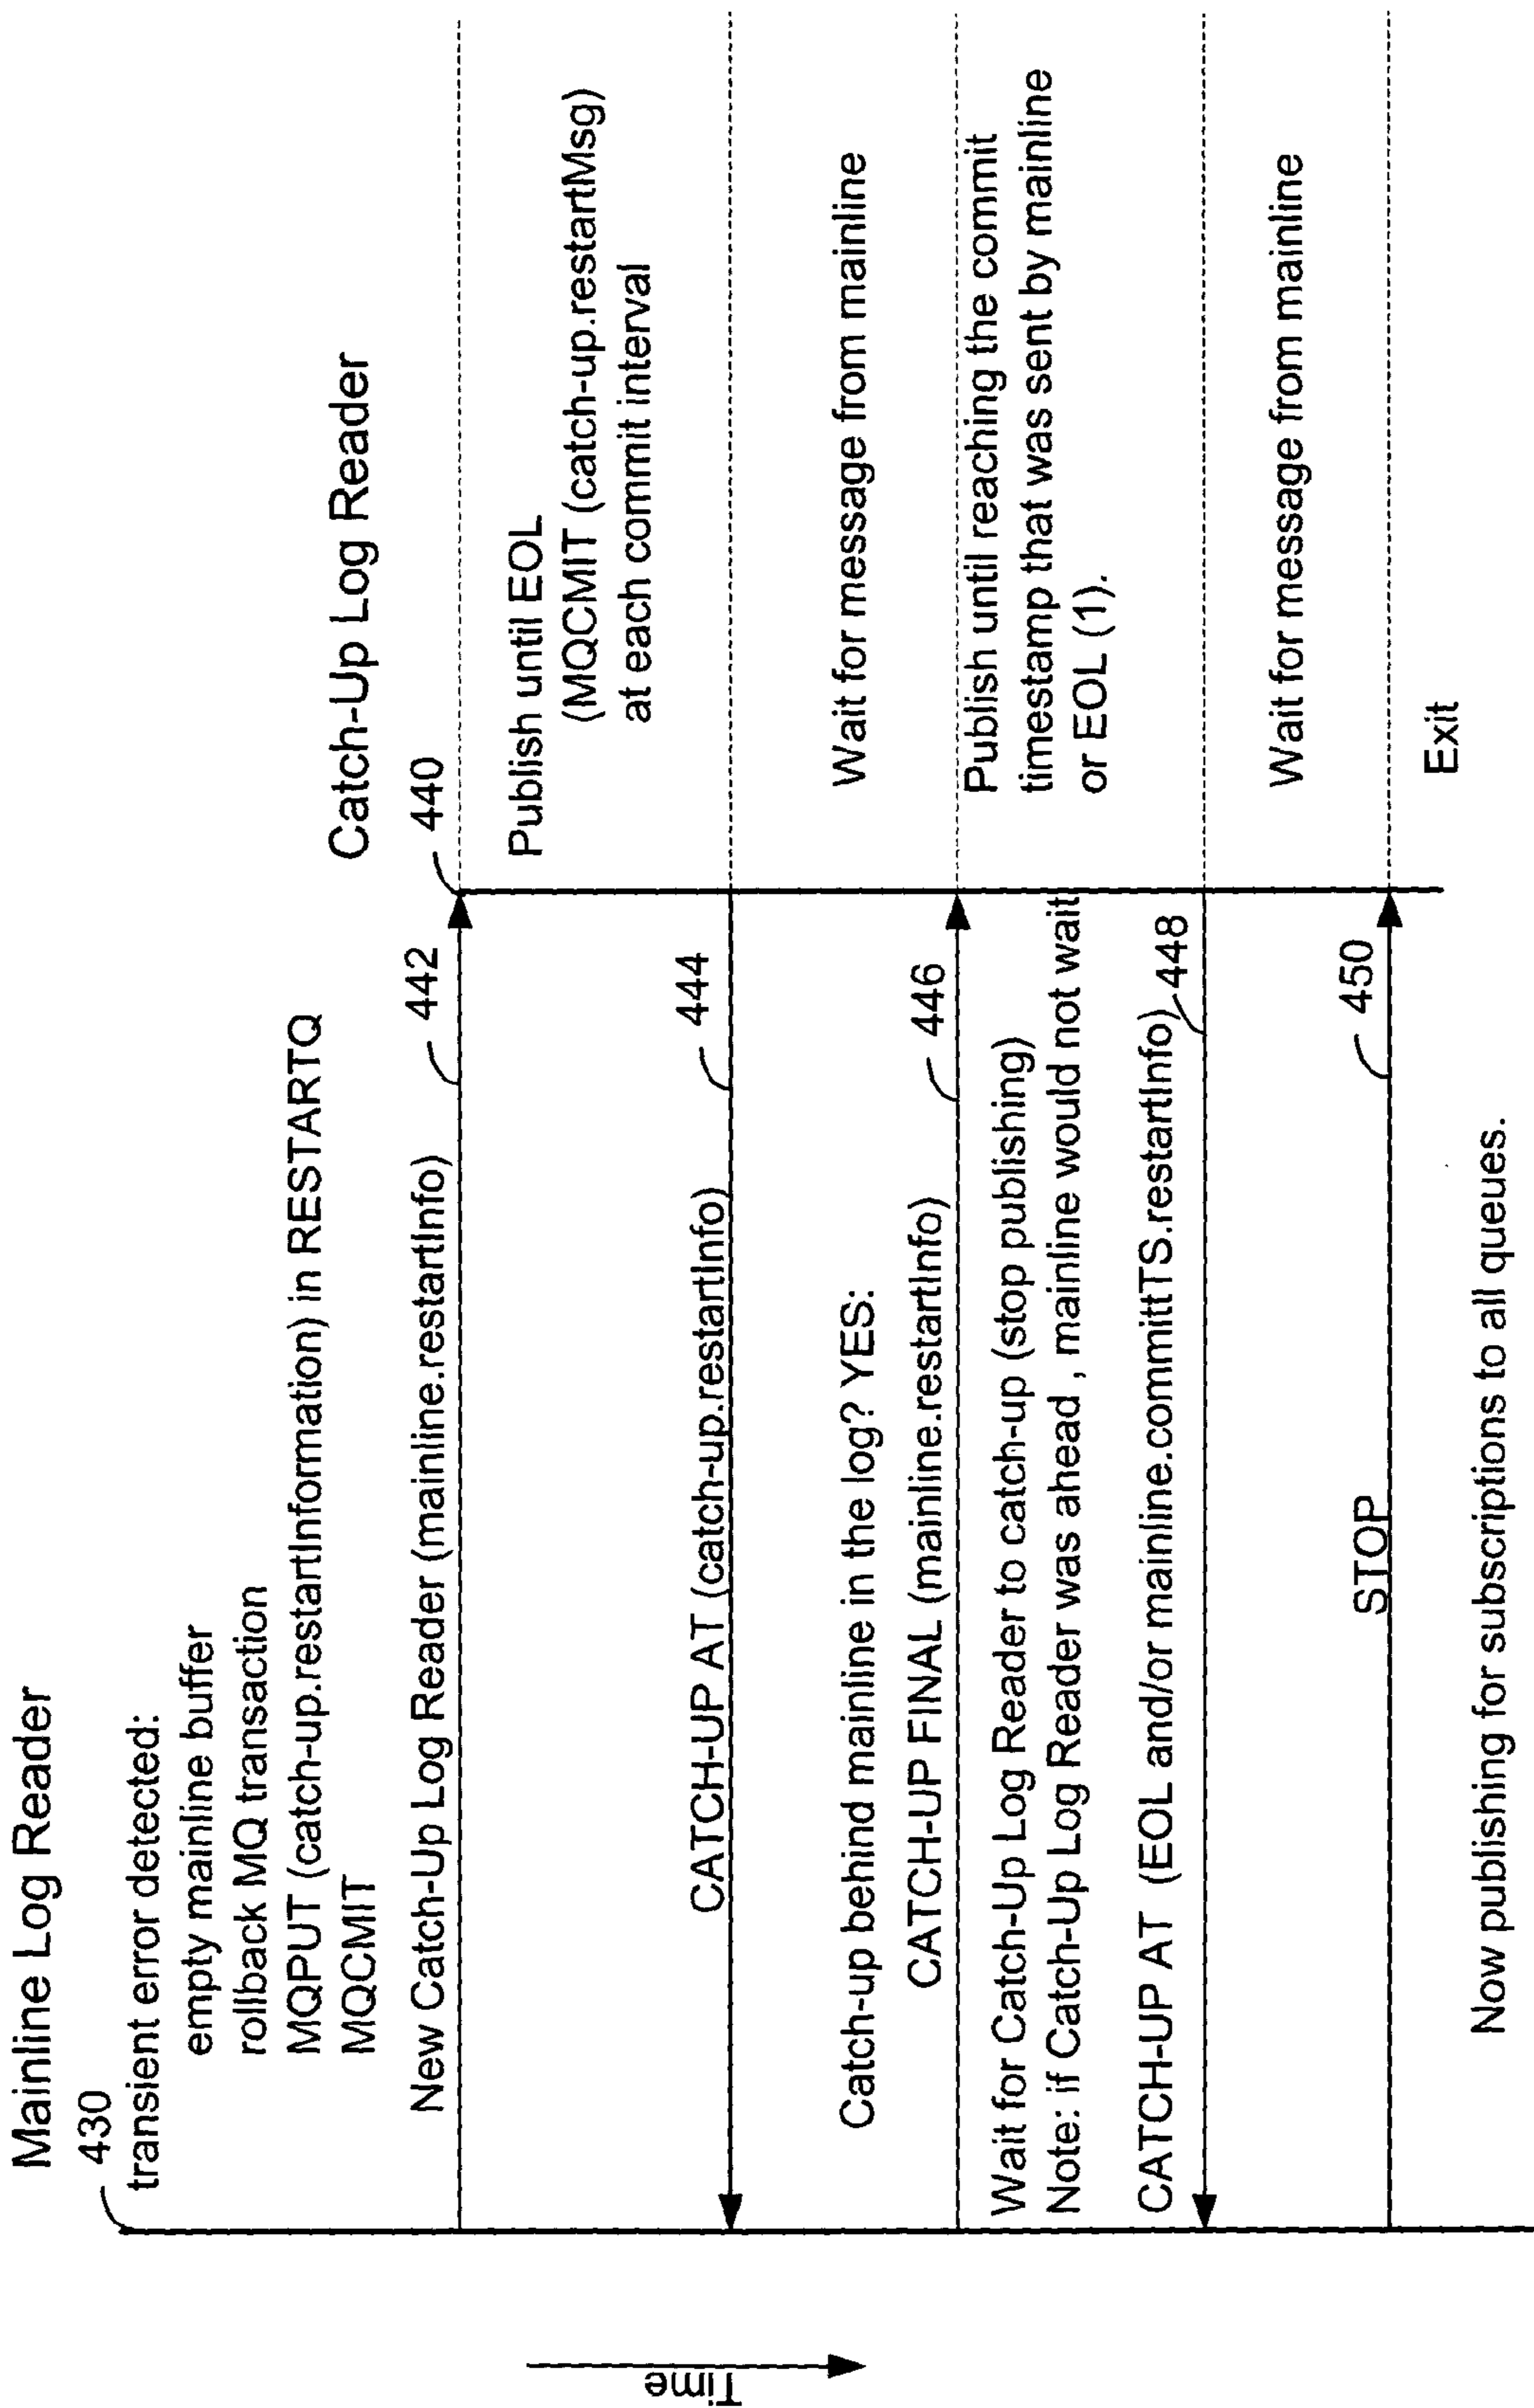 Mainline Log Reader
430
transient error detected:
empty mainline buffer
rollback MQ transaction
MQPUT (catch-up.restartInformation) in RESTARTQ
MQCMIT
Catch-Up Log Reader
440
New Catch-Up Log Reader (mainline.restartInfo)
442
Publish until EOL
(MQCMIT (catch-up.restartMsg)
at each commit interval
CATCH-UP AT (catch-up.restartInfo)
444
Wait for message from mainline
Catch-up behind mainline in the log? YES:
CATCH-UP FINAL (mainline.restartInfo)
446
Wait for Catch-Up Log Reader to catch-up (stop publishing)
Note: if Catch-Up Log Reader was ahead , mainline would not wait
Publish until reaching the commit
timestamp that was sent by mainline
or EOL (1).
CATCH-UP AT (EOL and/or mainline.committTS.restartInfo)
448
Wait for message from mainline
STOP
450
Exit
Now publishing for subscriptions to all queues.
Time